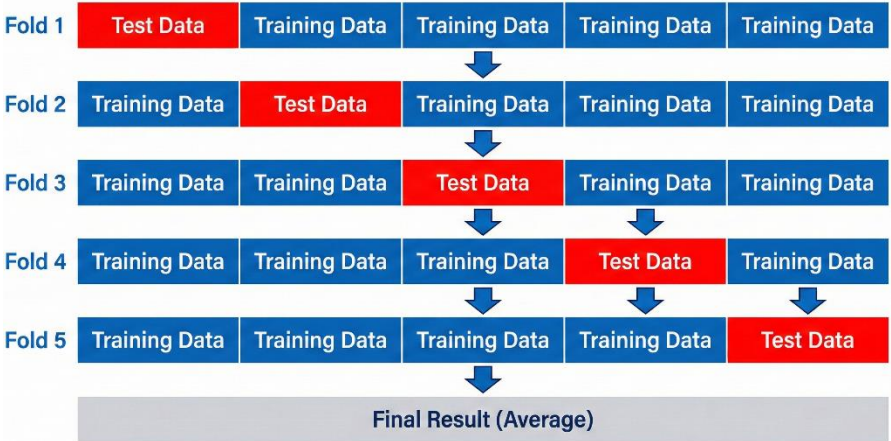 Fold 1 Test Data Training Data Training Data Training Data Training Data
Fold 2 Training Data Test Data Training Data Training Data Training Data
Fold 3 Training Data Training Data Test Data Training Data Training Data
Fold 4 Training Data Training Data Training Data Test Data Training Data
Fold 5 Training Data Training Data Training Data Training Data Test Data
Final Result (Average)